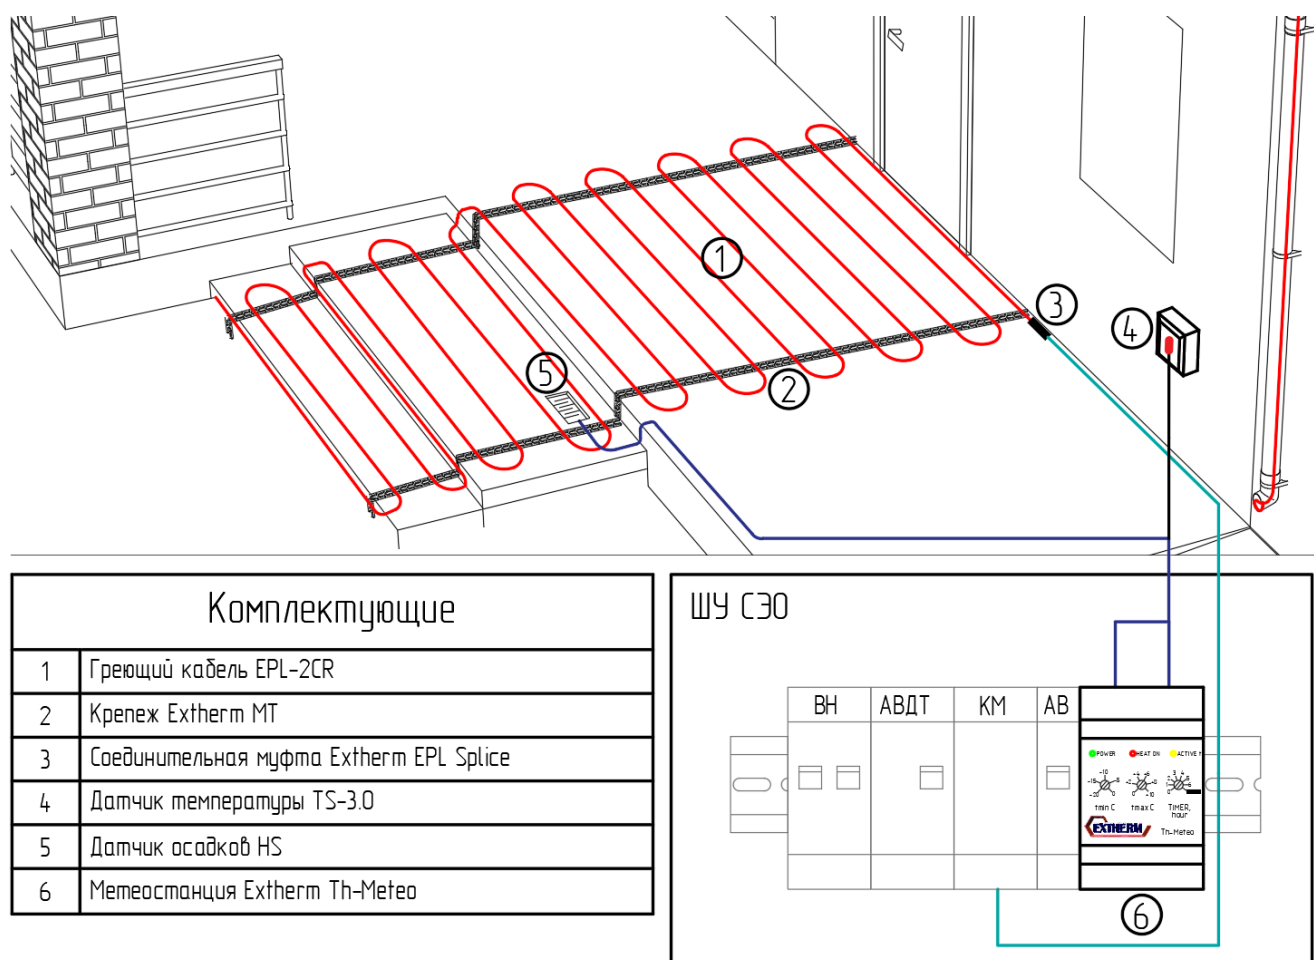 1
3
4
5
2
Комплектующие
1 Греющий кабель EPL-2CR
2 Крепеж Extherm MT
3 Соединительная муфта Extherm EPL Splice
4 Датчик температуры TS-3.0
5 Датчик осадков HS
6 Метеостанция Extherm Th-Meteo
ШУ СЭО
ВН АВДТ КМ АВ
POWER HEAT ON ACTIVE
tmin C tmax C TIMER,
hour
EXTHERM Th-Meteo
6